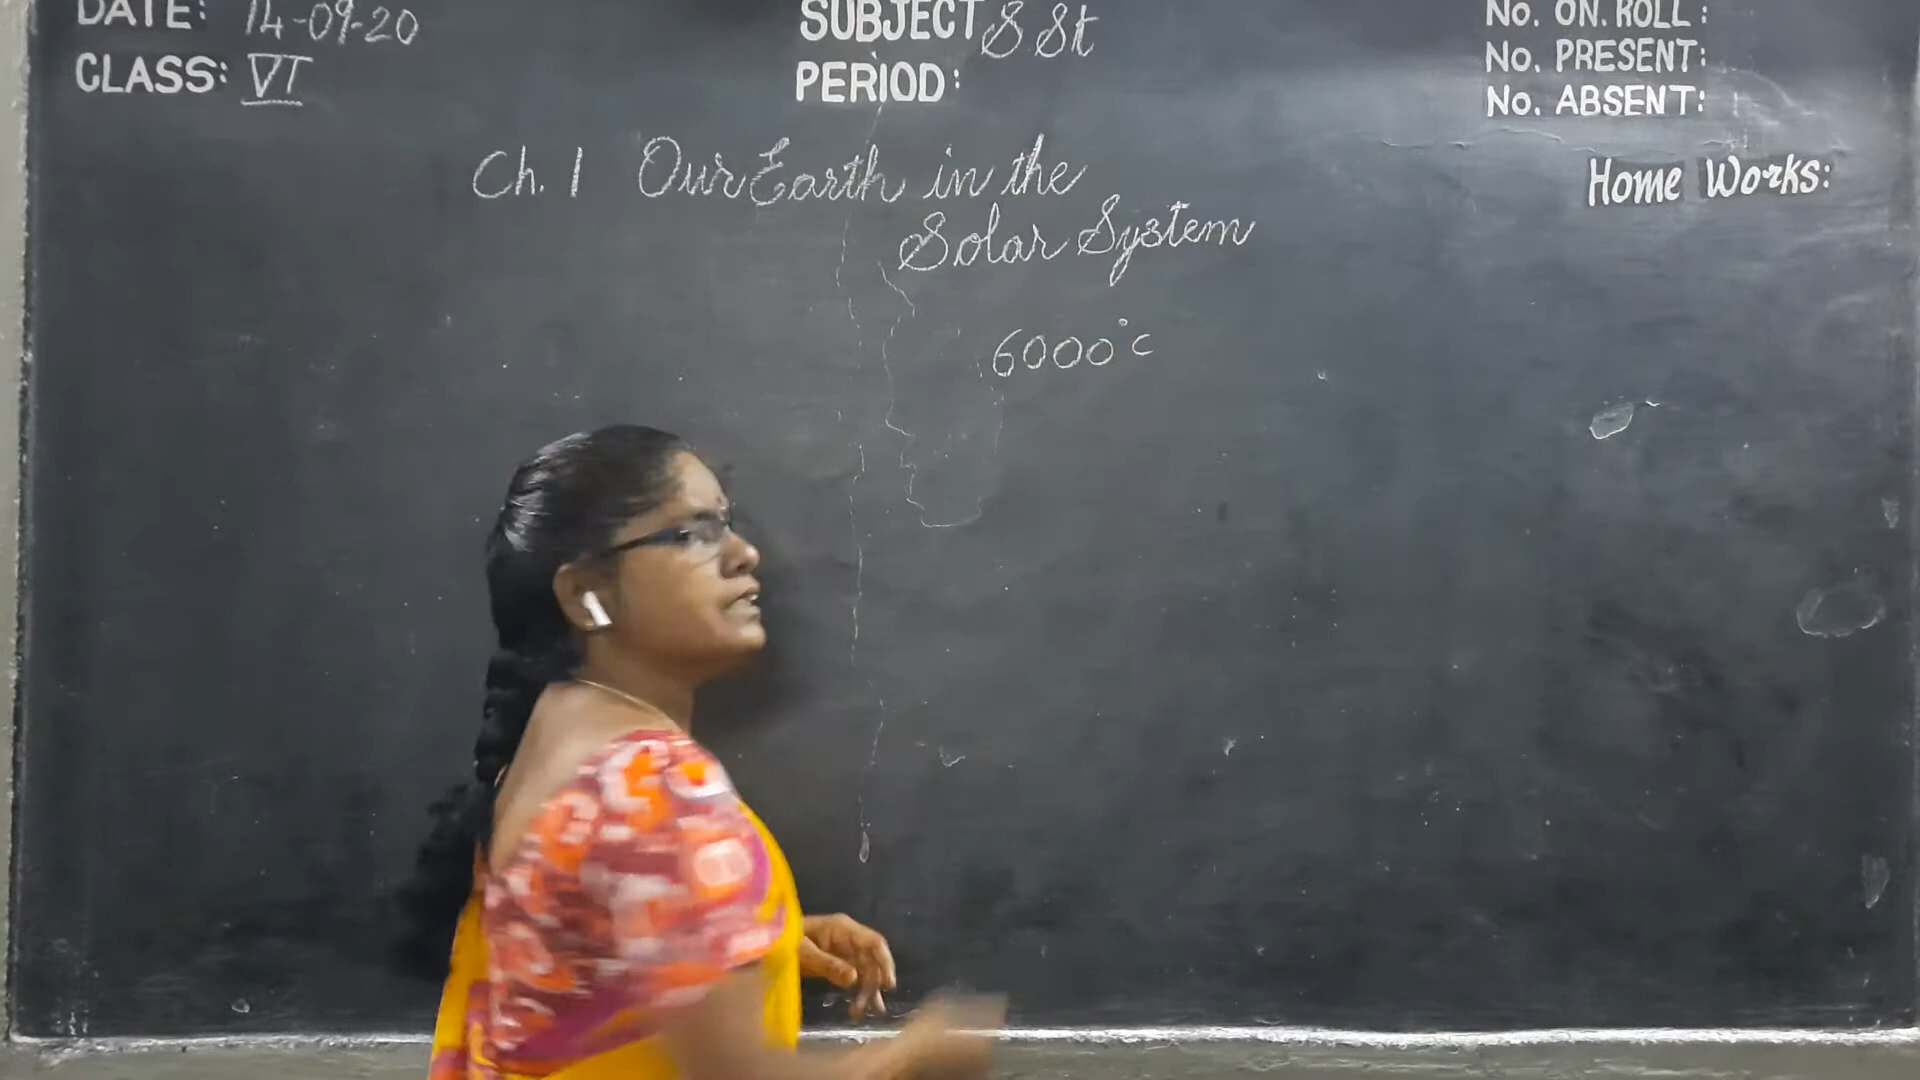 DATE: 14-09-20
CLASS: VI
SUBJECT S St
PERIOD:
No. ON. ROLL:
No. PRESENT:
No. ABSENT:
Home Works:
Ch. 1 Our Earth in the
Solar System
6000°c